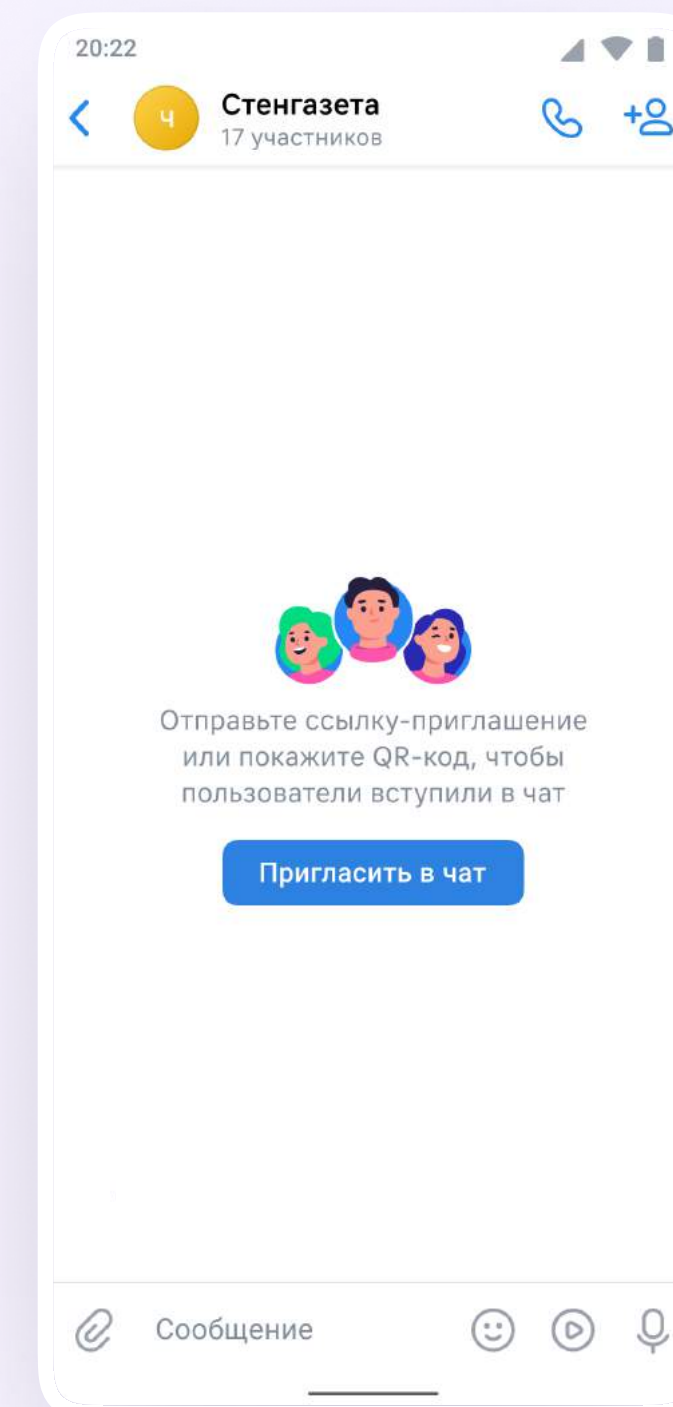 20:22
Ч
Стенгазета
17 участников
Отправьте ссылку-приглашение
или покажите QR-код, чтобы
пользователи вступили в чат
Пригласить в чат
Сообщение